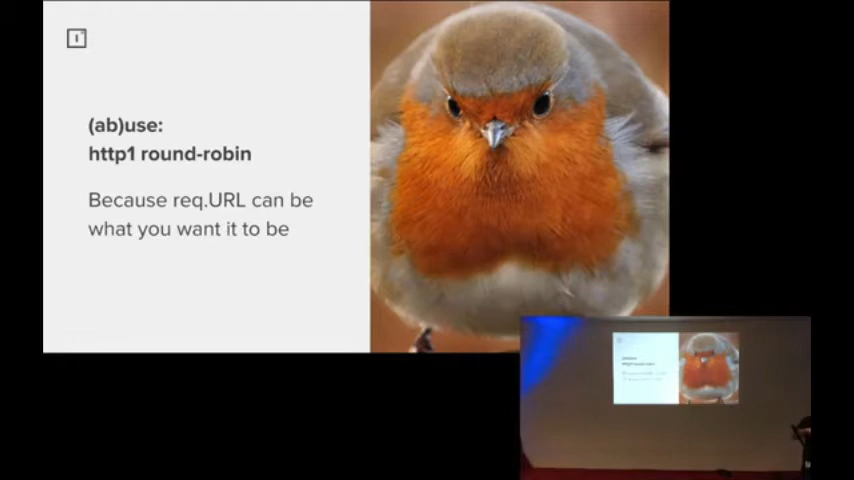 (ab)use:
http1 round-robin
Because req.URL can be
what you want it to be